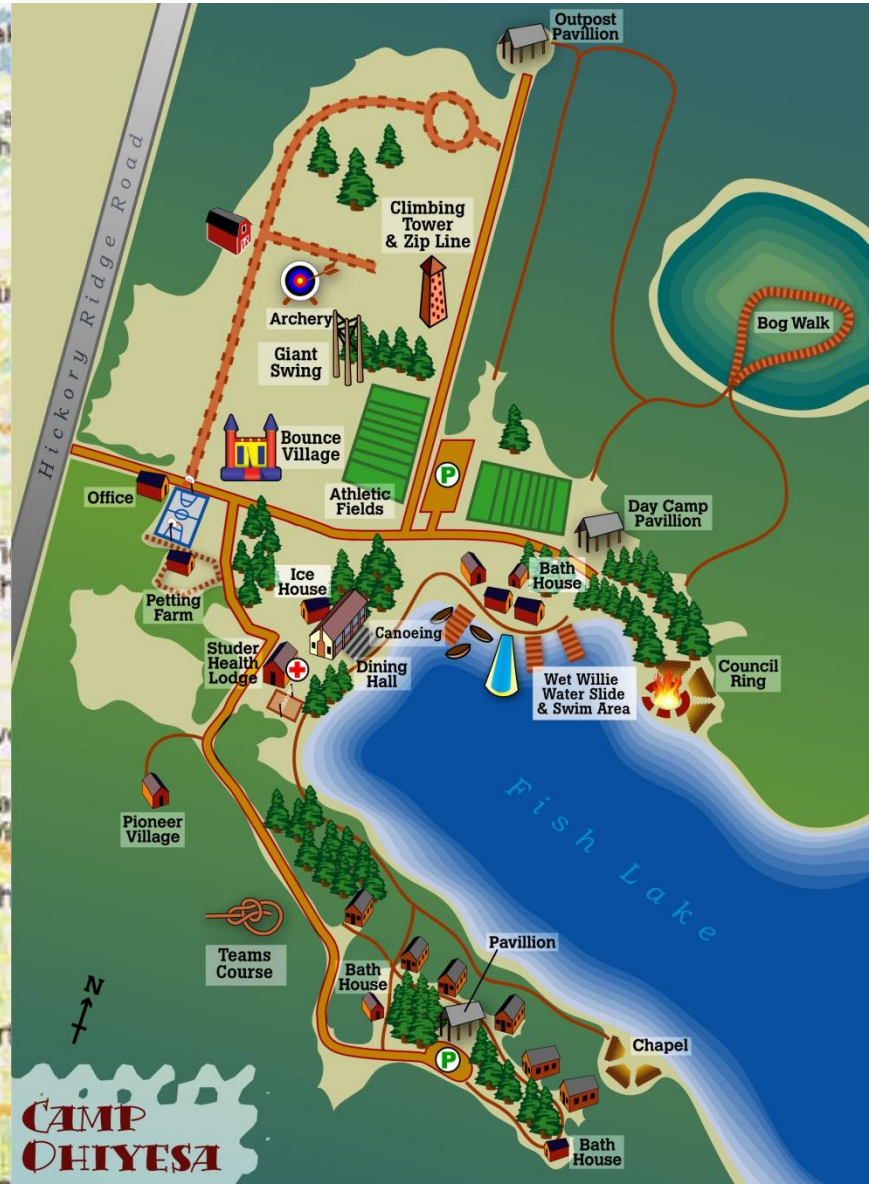 Outpost
Pavillion
Hickory Ridge Road
Climbing
Tower
& Zip Line
Archery
Giant
Swing
Bog Walk
Bounce
Village
Office
Athletic
Fields
P
Day Camp
Pavillion
Petting
Farm
Ice
House
Bath
House
Canoeing
Studer
Health
Lodge
Dining
Hall
Wet Willie
Water Slide
& Swim Area
Council
Ring
Fish Lake
Pioneer
Village
Teams
Course
Pavillion
Bath
House
N
P
Chapel
Bath
House
CAMP
OHIYESA